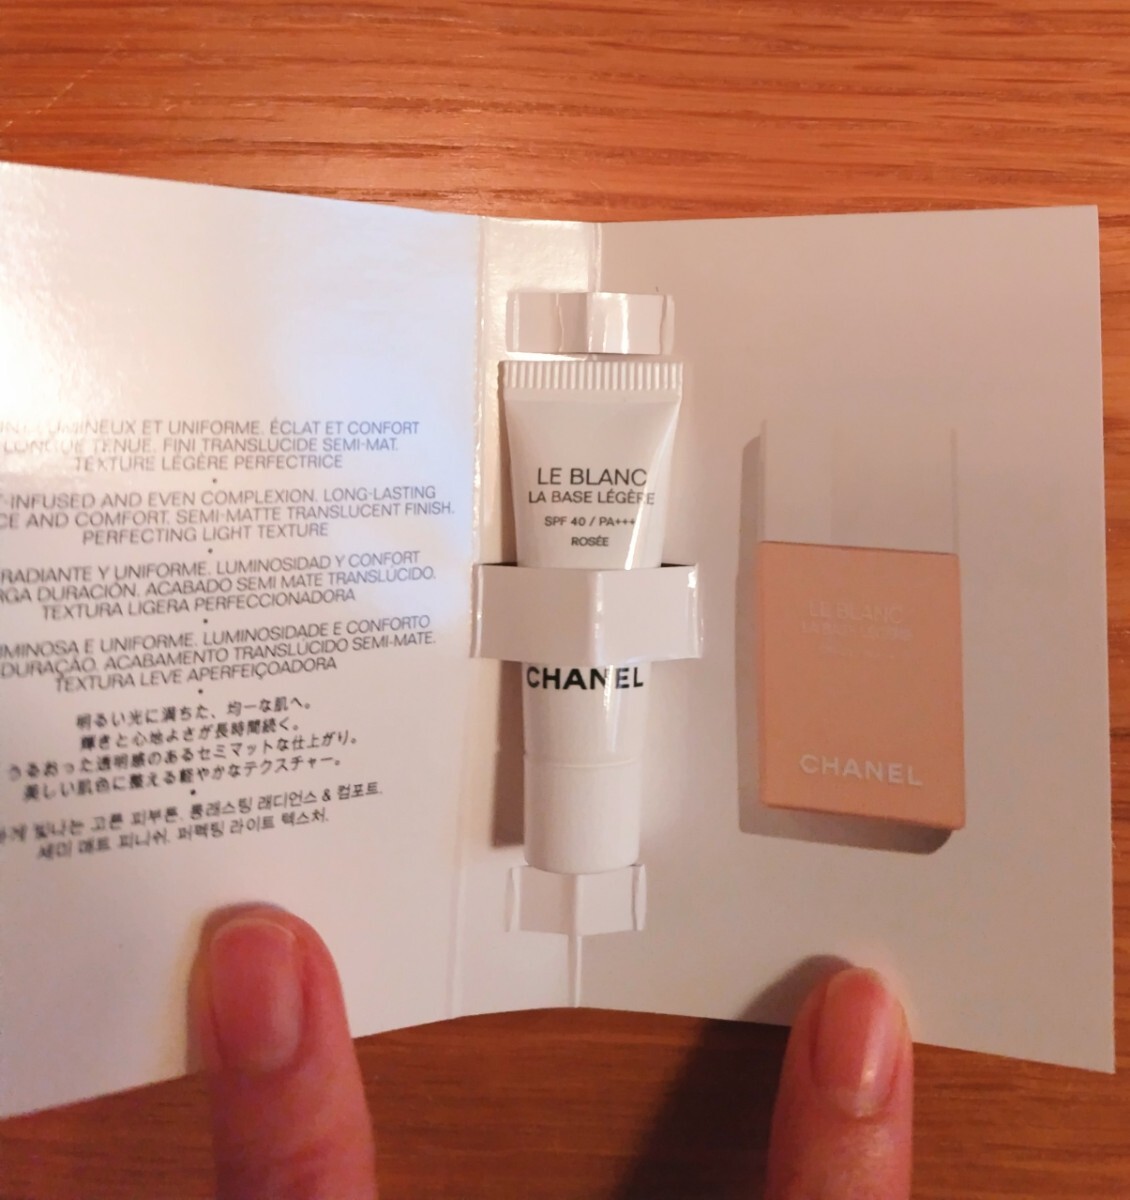 LUMINEUX ET UNIFORME. ÉCLAT ET CONFORT
LONGUE TENUE. FINI TRANSLUCIDE SEMI-MAT.
TEXTURE LÉGÈRE PERFECTRICE
-INFUSED AND EVEN COMPLEXION. LONG-LASTING
CE AND COMFORT. SEMI-MATTE TRANSLUCENT FINISH.
PERFECTING LIGHT TEXTURE
RADIANTE Y UNIFORME. LUMINOSIDAD Y CONFORT
RGA DURACIÓN. ACABADO SEMI MATE TRANSLÚCIDO.
TEXTURA LIGERA PERFECCIONADORA
UMINOSA E UNIFORME. LUMINOSIDADE E CONFORTO
DURAÇÃO. ACABAMENTO TRANSLÚCIDO SEMI-MATE.
TEXTURA LEVE APERFEIÇOADORA
明るい光に満ちた、均一な肌へ。
輝きと心地よさが長時間続く。
うるおった透明感のあるセミマットな仕上がり。
美しい肌色に整える軽やかなテクスチャー。
하게 빛나는 고른 피부톤. 롱래스팅 래디언스 & 컴포트.
세미 매트 피니쉬. 퍼펙팅 라이트 텍스처.
LE BLANC
LA BASE LÉGÈRE
SPF 40 / PA+++
ROSÉE
CHANEL
LE BLANC
CHANEL